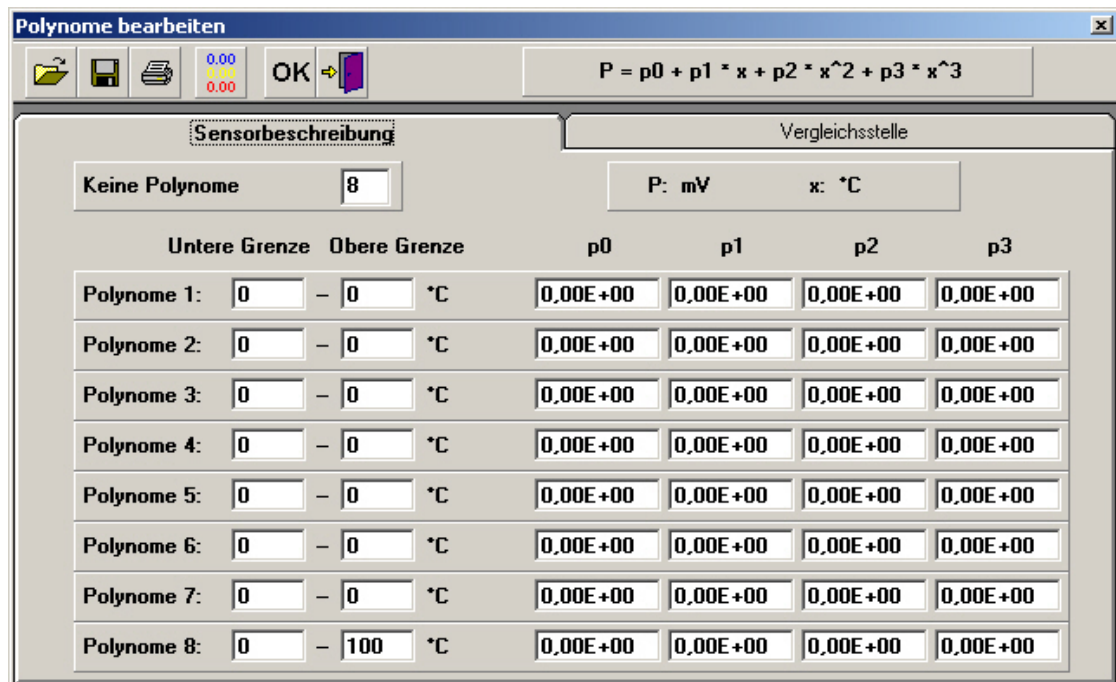 Polynome bearbeiten
0.00
0.00
0.00
OK
P = p0 + p1 * x + p2 * x^2 + p3 * x^3
Sensorbeschreibung Vergleichsstelle
Keine Polynome 8 P: mV x: °C
Untere Grenze Obere Grenze p0 p1 p2 p3
Polynome 1: 0 – 0 °C 0,00E+00 0,00E+00 0,00E+00 0,00E+00
Polynome 2: 0 – 0 °C 0,00E+00 0,00E+00 0,00E+00 0,00E+00
Polynome 3: 0 – 0 °C 0,00E+00 0,00E+00 0,00E+00 0,00E+00
Polynome 4: 0 – 0 °C 0,00E+00 0,00E+00 0,00E+00 0,00E+00
Polynome 5: 0 – 0 °C 0,00E+00 0,00E+00 0,00E+00 0,00E+00
Polynome 6: 0 – 0 °C 0,00E+00 0,00E+00 0,00E+00 0,00E+00
Polynome 7: 0 – 0 °C 0,00E+00 0,00E+00 0,00E+00 0,00E+00
Polynome 8: 0 – 100 °C 0,00E+00 0,00E+00 0,00E+00 0,00E+00